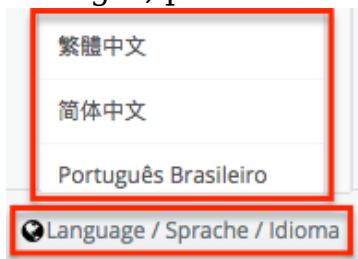 繁體中文
简体中文
Português Brasileiro
Language / Sprache / Idioma